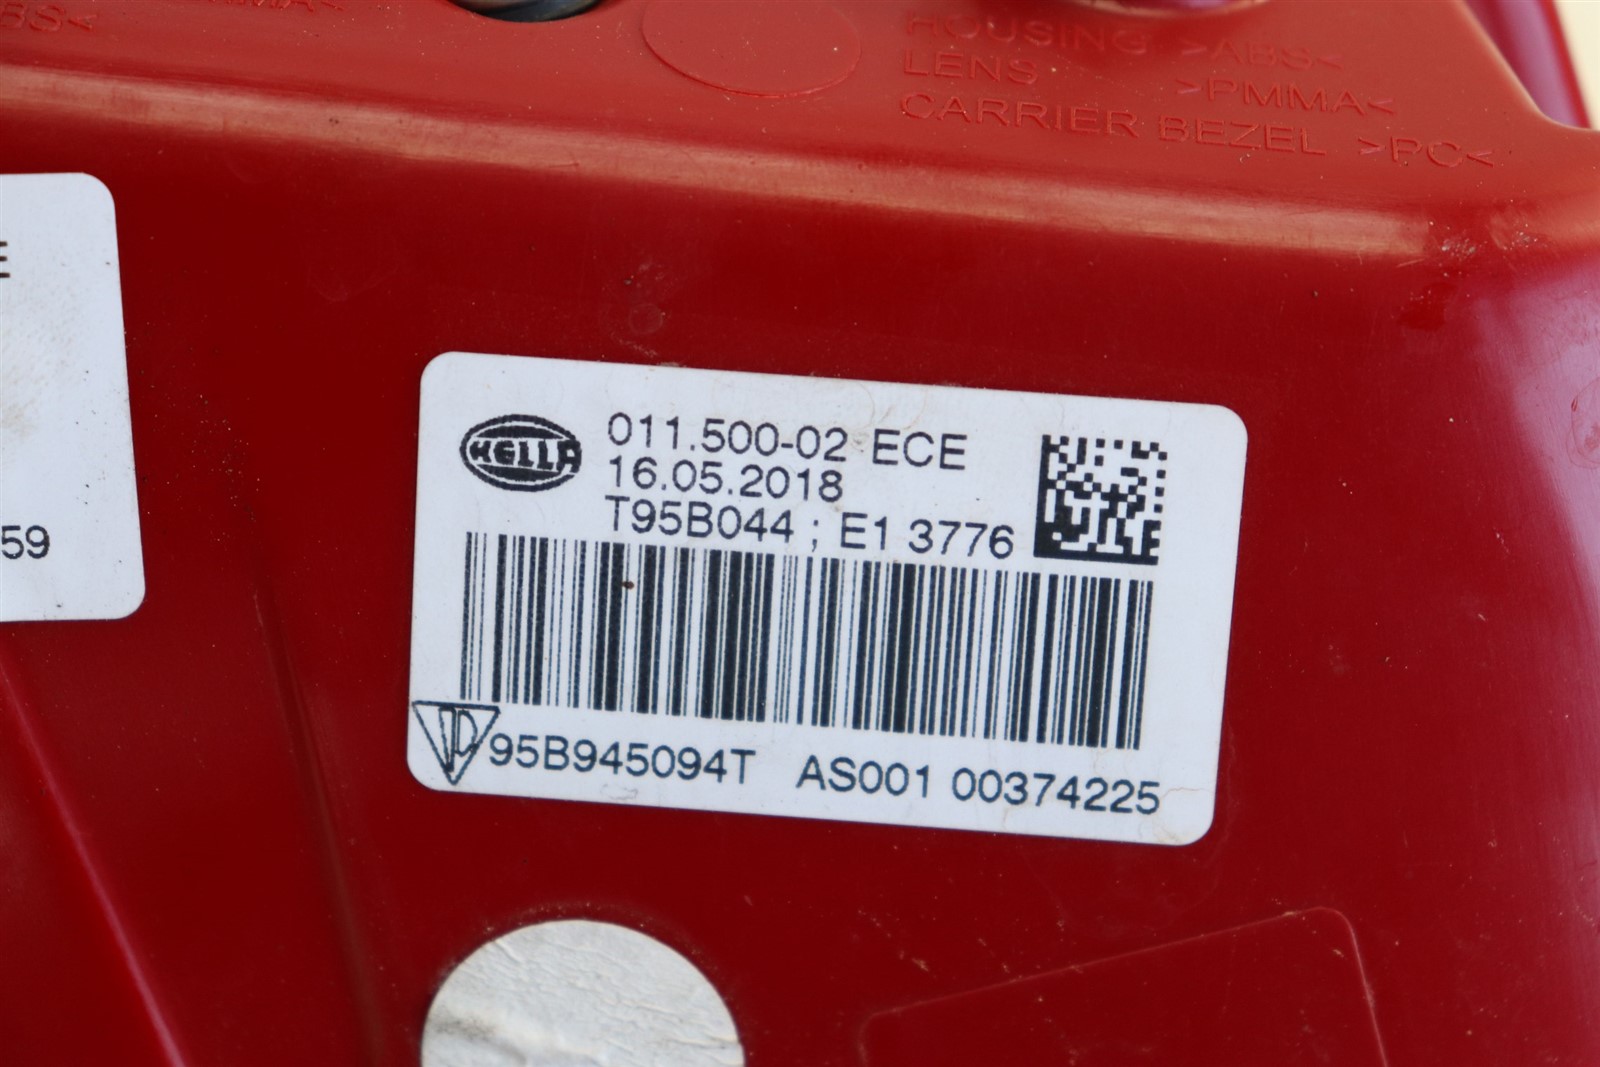 HOUSING >ABS<
LENS >PMMA<
CARRIER BEZEL >PC<
59
HELLA
011.500-02 ECE
16.05.2018
T95B044 ; E1 3776
95B945094T AS001 00374225